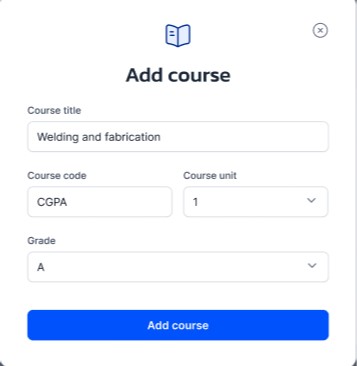 Add course
Course title
Welding and fabrication
Course code
Course unit
CGPA
1
Grade
A
Add course